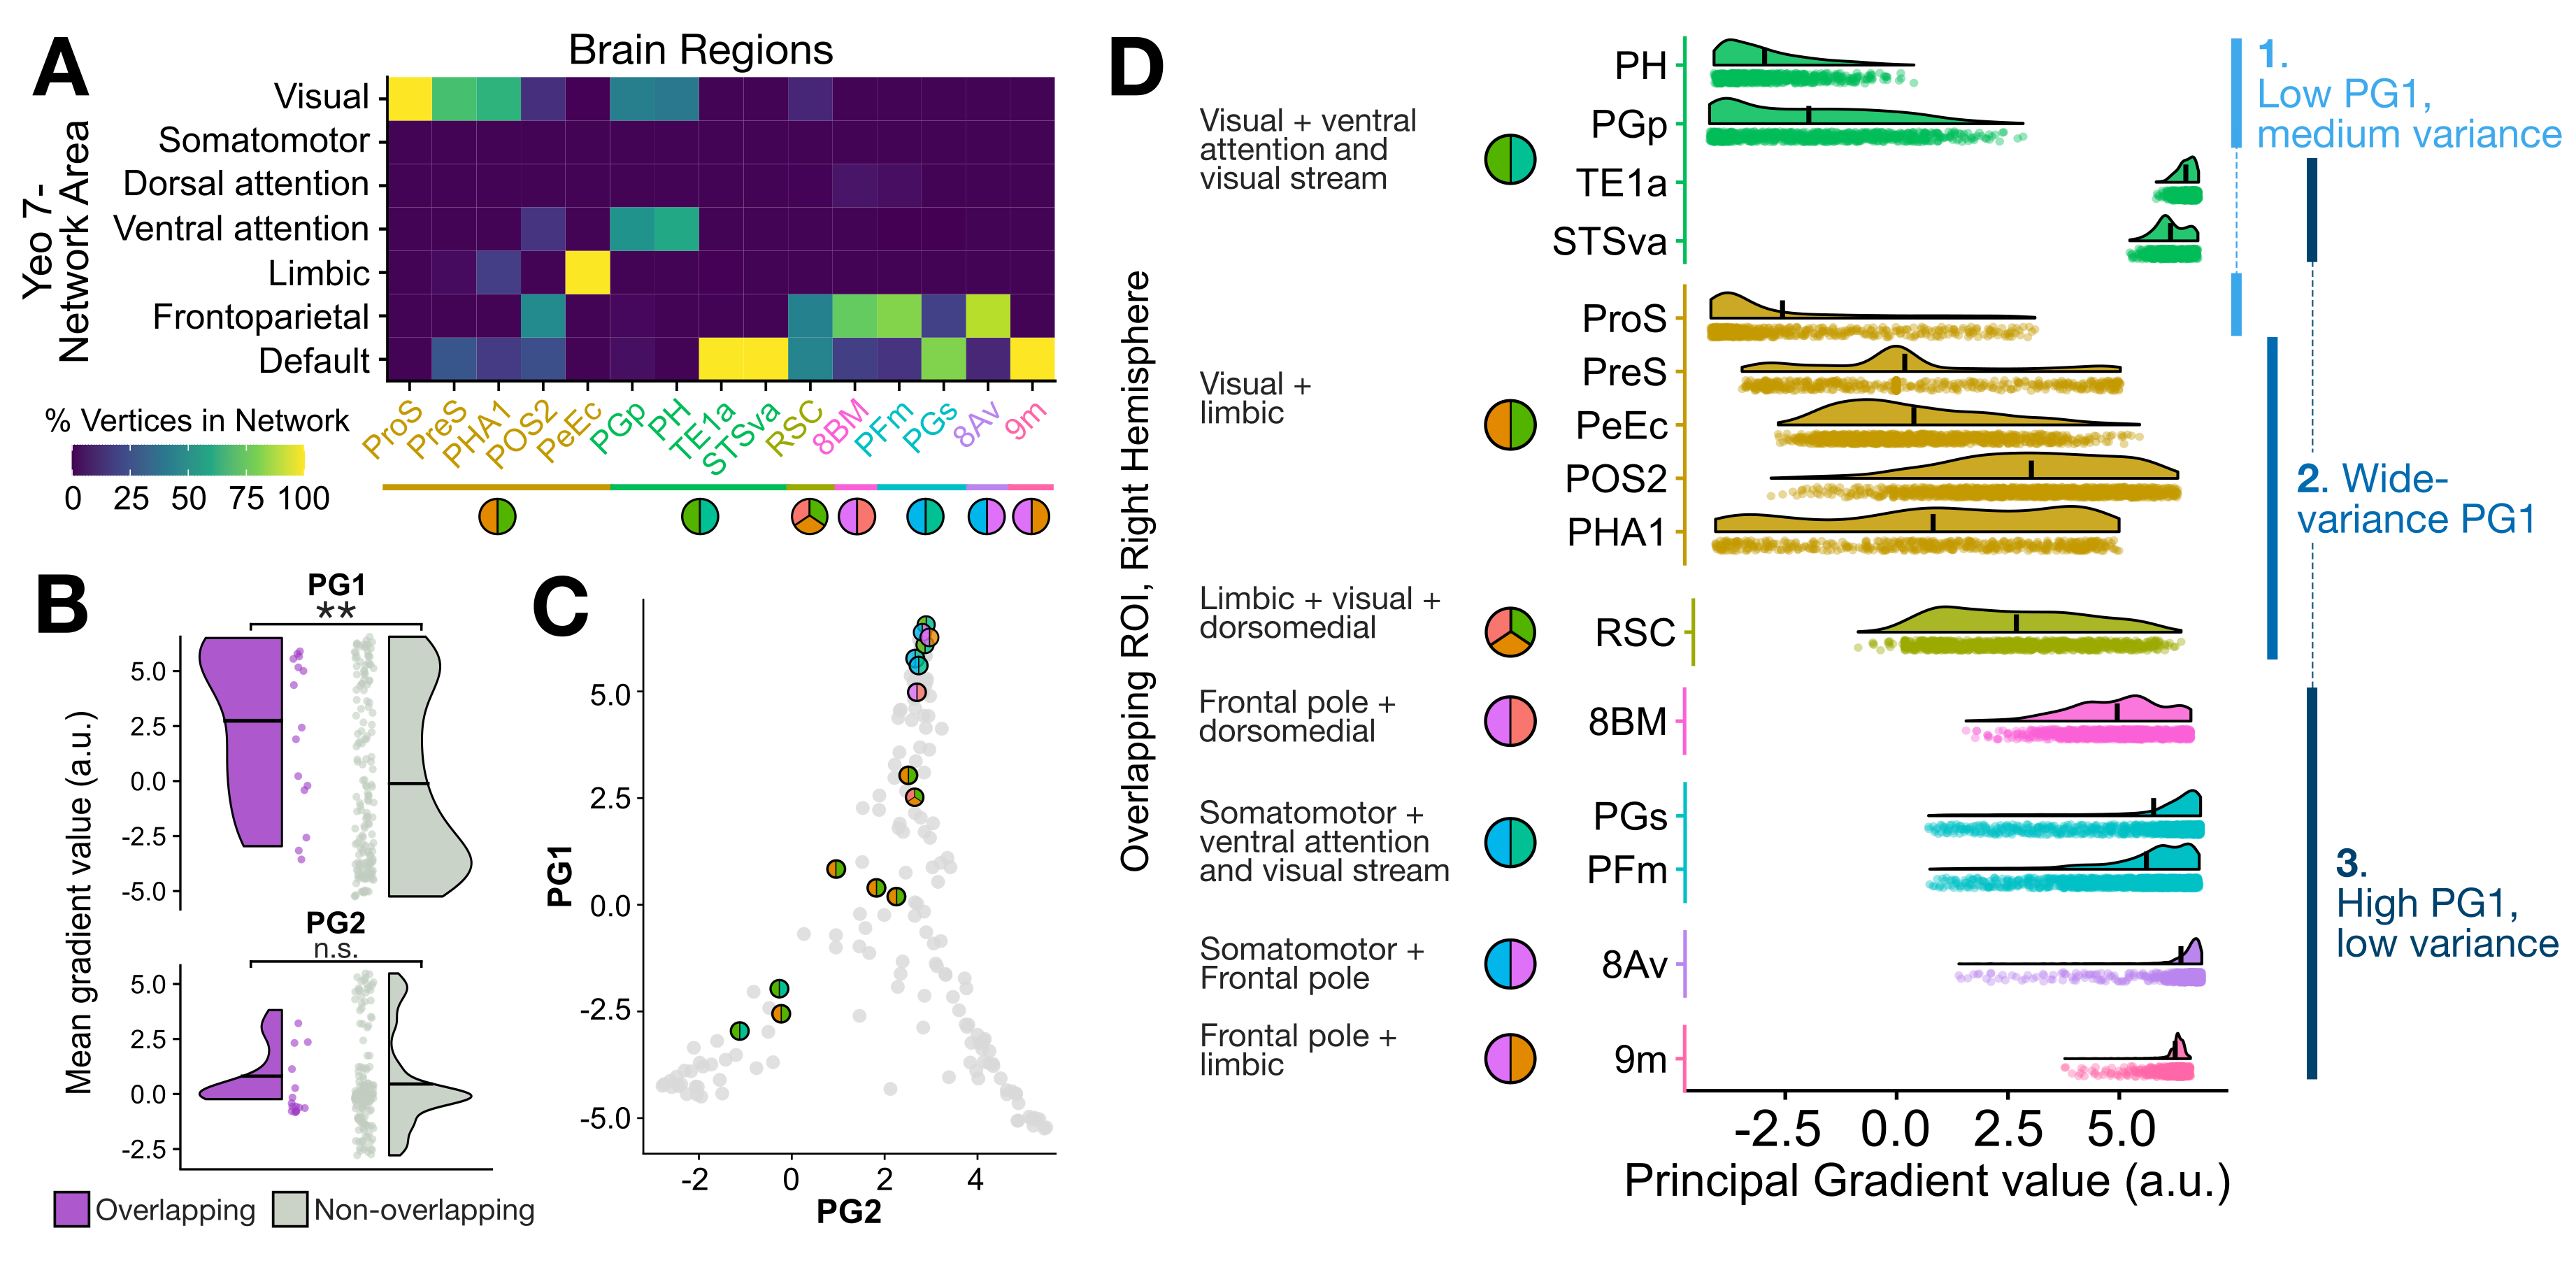 A
Brain Regions
Yeo 7-
Network Area
Visual
Somatomotor
Dorsal attention
Ventral attention
Limbic
Frontoparietal
Default
% Vertices in Network
0 25 50 75 100
ProS PreS PHA1 POS2 PeEc PGp PH TE1a STSva RSC 8BM PFm PGs 8Av 9m
B
Mean gradient value (a.u.)
PG1
**
5.0
2.5
0.0
-2.5
-5.0
PG2
n.s.
5.0
2.5
0.0
-2.5
Overlapping Non-overlapping
C
PG1
5.0
2.5
0.0
-2.5
-5.0
-2 0 2 4
PG2
D
Overlapping ROI, Right Hemisphere
Visual + ventral
attention and
visual stream
PH
PGp
TE1a
STSva
Visual +
limbic
ProS
PreS
PeEc
POS2
PHA1
Limbic + visual +
dorsomedial
RSC
Frontal pole +
dorsomedial
8BM
Somatomotor +
ventral attention
and visual stream
PGs
PFm
Somatomotor +
Frontal pole
8Av
Frontal pole +
limbic
9m
-2.5 0.0 2.5 5.0
Principal Gradient value (a.u.)
1.
Low PG1,
medium variance
2. Wide-
variance PG1
3.
High PG1,
low variance